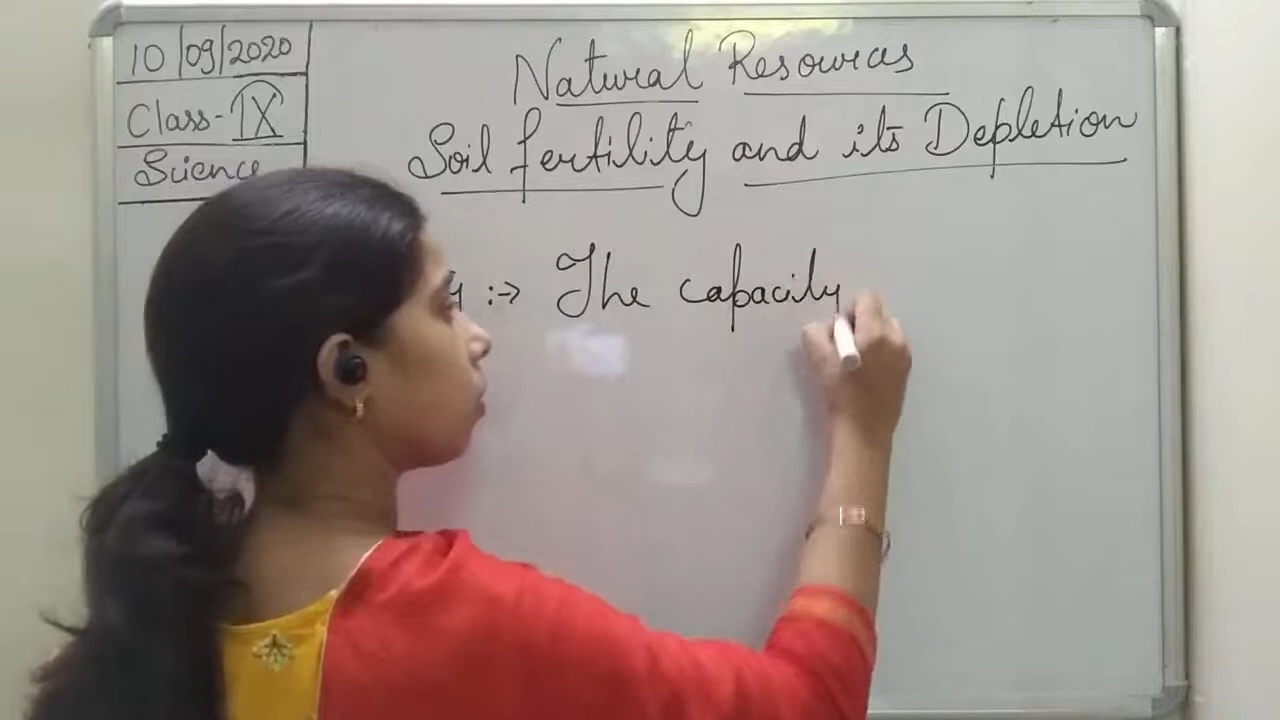 10/09/2020
Class-IX
Science
Natural Resources
Soil fertility and its Depletion
:-> The capacity